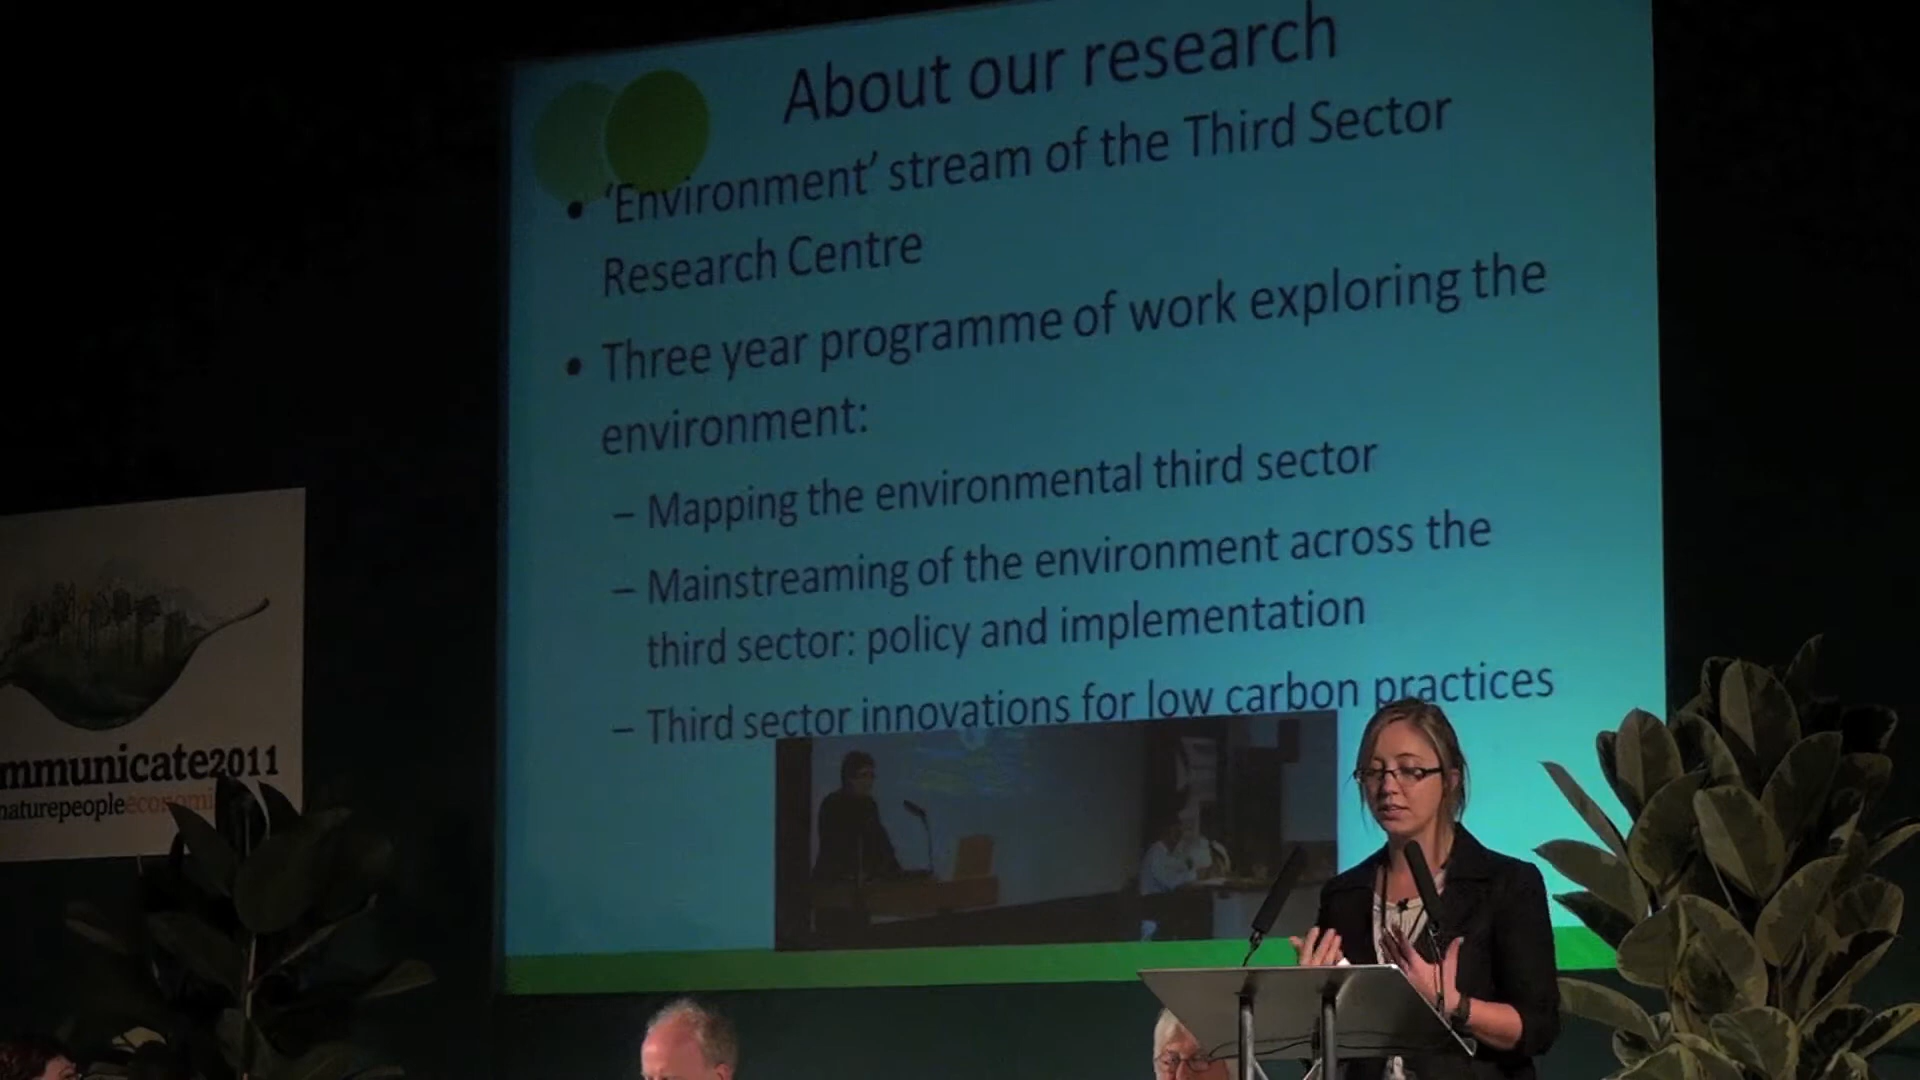 About our research
• 'Environment' stream of the Third Sector
Research Centre
• Three year programme of work exploring the
environment:
– Mapping the environmental third sector
– Mainstreaming of the environment across the
third sector: policy and implementation
– Third sector innovations for low carbon practices
mmunicate2011
naturepeopleeconomi